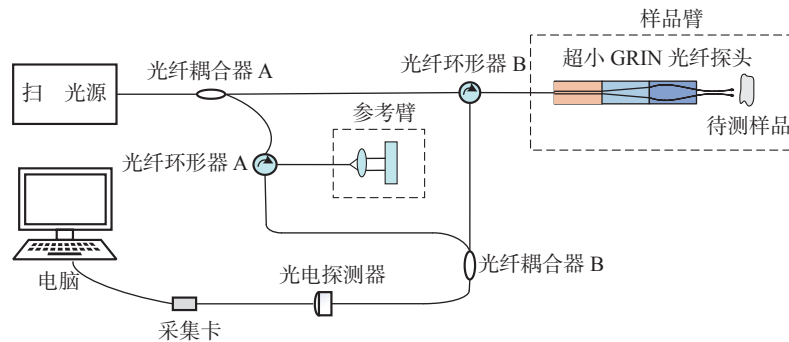 样品臂
光纤耦合器 A
光纤环形器 B
超小 GRIN 光纤探头
扫 光源
参考臂
待测样品
光纤环形器 A
光电探测器
光纤耦合器 B
电脑
采集卡